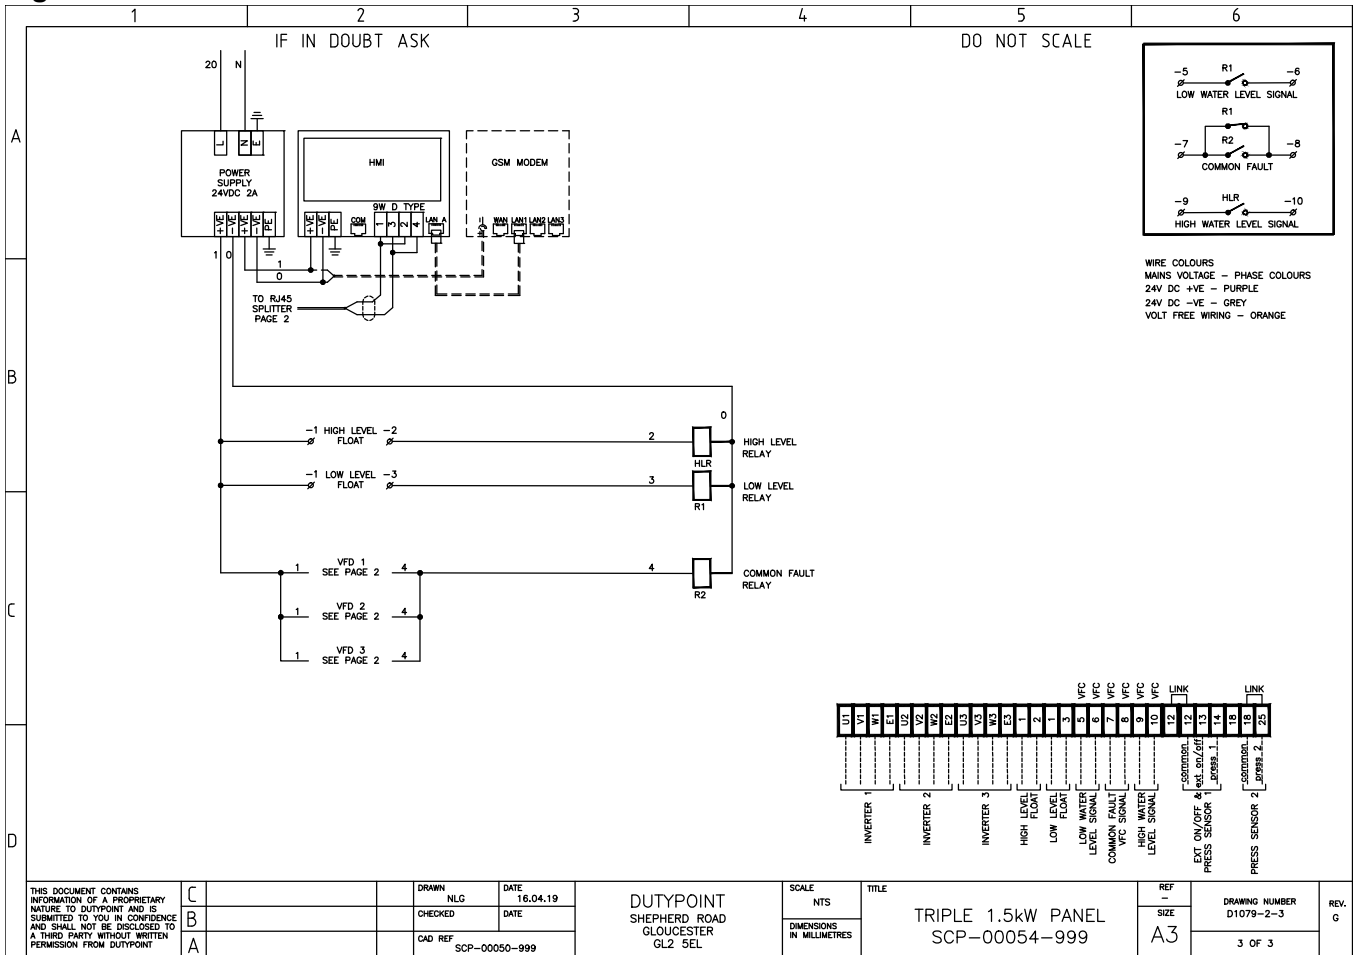 1 2 3 4 5 6
IF IN DOUBT ASK
DO NOT SCALE
A
B
C
D
20 N
L N E
POWER
SUPPLY
24VDC 2A
+VE -VE +VE -VE PE
1 0
HMI
9W D TYPE
+VE -VE PE
COM
1 3 2 4
LAN A
GSM MODEM
WAN LAN1 LAN2 LAN3
1
0
TO RJ45
SPLITTER
PAGE 2
R1
-5 -6
LOW WATER LEVEL SIGNAL
R1
R2
-7 -8
COMMON FAULT
HLR
-9 -10
HIGH WATER LEVEL SIGNAL
WIRE COLOURS
MAINS VOLTAGE - PHASE COLOURS
24V DC +VE - PURPLE
24V DC -VE - GREY
VOLT FREE WIRING - ORANGE
0
-1 HIGH LEVEL -2
FLOAT
2
HLR
HIGH LEVEL
RELAY
-1 LOW LEVEL -3
FLOAT
3
R1
LOW LEVEL
RELAY
VFD 1
1 SEE PAGE 2 4
4
R2
COMMON FAULT
RELAY
VFD 2
1 SEE PAGE 2 4
VFD 3
1 SEE PAGE 2 4
VFC VFC VFC VFC VFC VFC
LINK
LINK
U1 V1 W1 E1 U2 V2 W2 E2 U3 V3 W3 E3 1 2 1 3 5 6 7 8 9 10 12 12 13 14 18 18 25
common
ext on/off
press 1
common
press 2
INVERTER 1
INVERTER 2
INVERTER 3
HIGH LEVEL
FLOAT
LOW LEVEL
FLOAT
LOW WATER
LEVEL SIGNAL
COMMON FAULT
VFC SIGNAL
HIGH WATER
LEVEL SIGNAL
EXT ON/OFF &
PRESS SENSOR 1
PRESS SENSOR 2
THIS DOCUMENT CONTAINS
INFORMATION OF A PROPRIETARY
NATURE TO DUTYPOINT AND IS
SUBMITTED TO YOU IN CONFIDENCE
AND SHALL NOT BE DISCLOSED TO
A THIRD PARTY WITHOUT WRITTEN
PERMISSION FROM DUTYPOINT
C
B
A
DRAWN
NLG
DATE
16.04.19
CHECKED
DATE
CAD REF
SCP-00050-999
DUTYPOINT
SHEPHERD ROAD
GLOUCESTER
GL2 5EL
SCALE
NTS
DIMENSIONS
IN MILLIMETRES
TITLE
TRIPLE 1.5kW PANEL
SCP-00054-999
REF
-
SIZE
A3
DRAWING NUMBER
D1079-2-3
3 OF 3
REV.
G